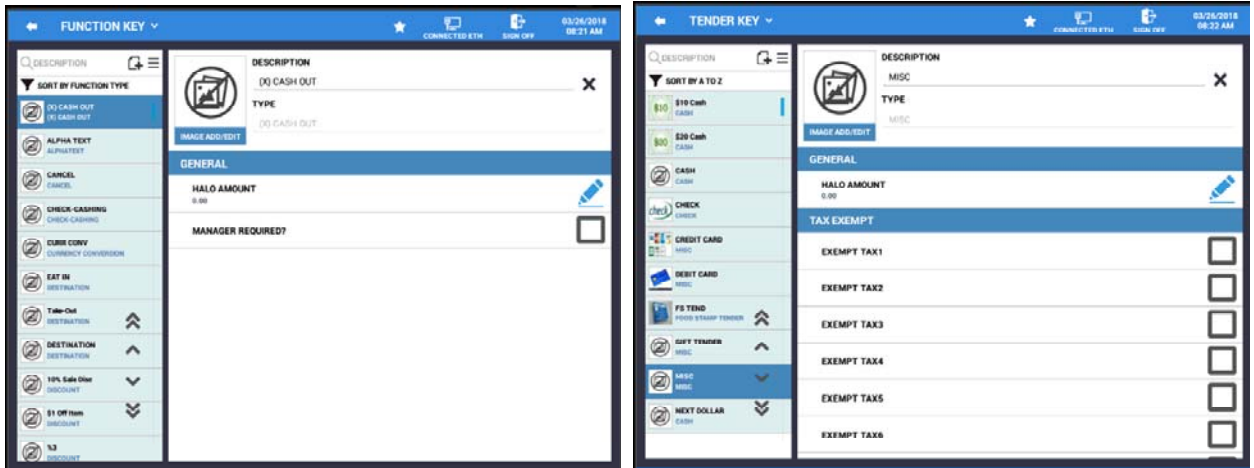 FUNCTION KEY
CONNECTED ETH
SIGN OFF
03/26/2018
08:21 AM
DESCRIPTION
SORT BY FUNCTION TYPE
(X) CASH OUT
(X) CASH OUT
ALPHA TEXT
ALPHATEXT
CANCEL
CANCEL
CHECK-CASHING
CHECK-CASHING
CURR CONV
CURRENCY CONVERSION
EAT IN
DESTINATION
Take-Out
DESTINATION
DESTINATION
DESTINATION
10% Sale Disc
DISCOUNT
$1 Off Item
DISCOUNT
%3
DISCOUNT
IMAGE ADD/EDIT
DESCRIPTION
(X) CASH OUT
TYPE
(X) CASH OUT
GENERAL
HALO AMOUNT
0.00
MANAGER REQUIRED?
TENDER KEY
CONNECTED ETH
SIGN OFF
03/26/2018
08:22 AM
DESCRIPTION
SORT BY A TO Z
$10
$10 Cash
CASH
$20 Cash
CASH
CASH
CASH
check
CHECK
CHECK
CREDIT CARD
MISC
DEBIT CARD
MISC
FS TEND
FOOD STAMP TENDER
GIFT TENDER
MISC
MISC
MISC
NEXT DOLLAR
CASH
IMAGE ADD/EDIT
DESCRIPTION
MISC
TYPE
MISC
GENERAL
HALO AMOUNT
0.00
TAX EXEMPT
EXEMPT TAX1
EXEMPT TAX2
EXEMPT TAX3
EXEMPT TAX4
EXEMPT TAX5
EXEMPT TAX6